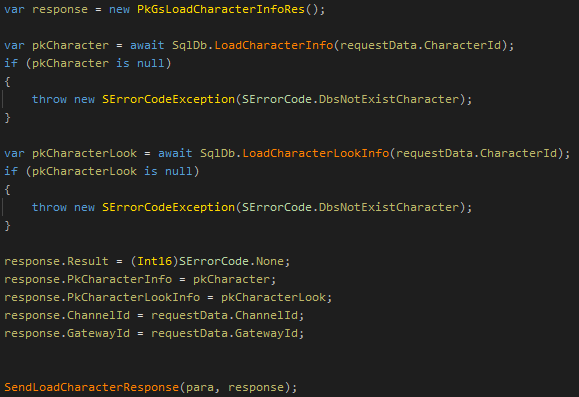 var response = new PkGsLoadCharacterInfoRes();
var pkCharacter = await SqlDb.LoadCharacterInfo(requestData.CharacterId);
if (pkCharacter is null)
{
throw new SErrorCodeException(SErrorCode.DbsNotExistCharacter);
}
var pkCharacterLook = await SqlDb.LoadCharacterLookInfo(requestData.CharacterId);
if (pkCharacterLook is null)
{
throw new SErrorCodeException(SErrorCode.DbsNotExistCharacter);
}
response.Result = (Int16)SErrorCode.None;
response.PkCharacterInfo = pkCharacter;
response.PkCharacterLookInfo = pkCharacterLook;
response.ChannelId = requestData.ChannelId;
response.GatewayId = requestData.GatewayId;
SendLoadCharacterResponse(para, response);